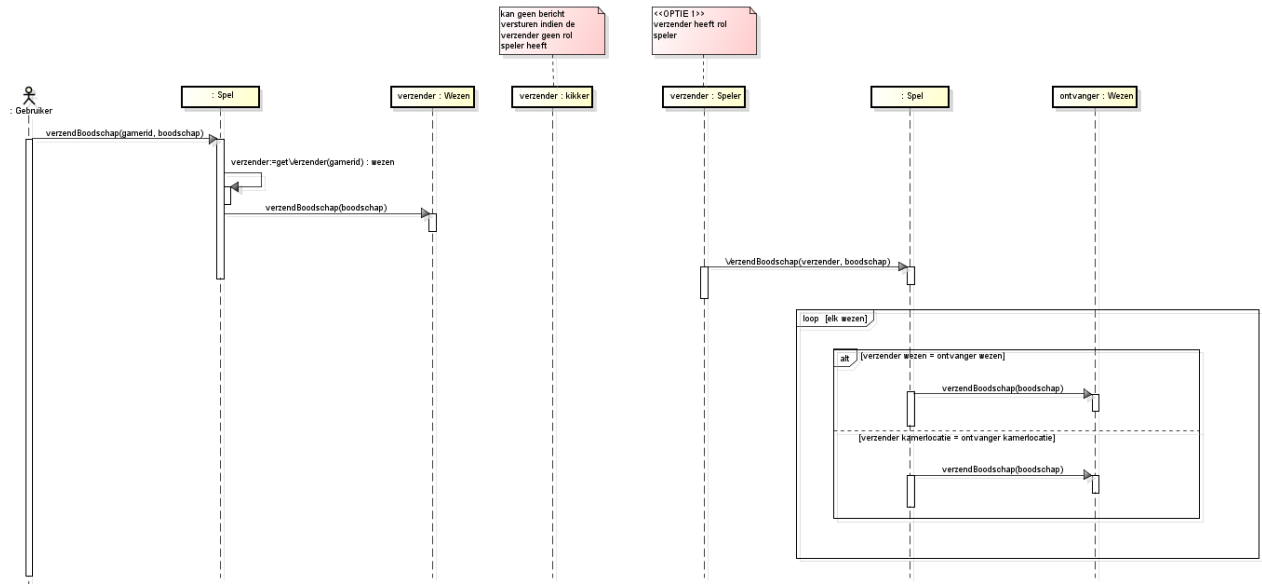 kan geen bericht
versturen indien de
verzender geen rol
speler heeft
<<OPTIE 1>>
verzender heeft rol
speler
: Gebruiker
: Spel
verzender : Wezen
verzender : kikker
verzender : Speler
: Spel
ontvanger : Wezen
verzendBoodschap(gamerid, boodschap)
verzender:=getVerzender(gamerid) : wezen
verzendBoodschap(boodschap)
VerzendBoodschap(verzender, boodschap)
loop [elk wezen]
alt [verzender wezen = ontvanger wezen]
verzendBoodschap(boodschap)
[verzender kamerlocatie = ontvanger kamerlocatie]
verzendBoodschap(boodschap)